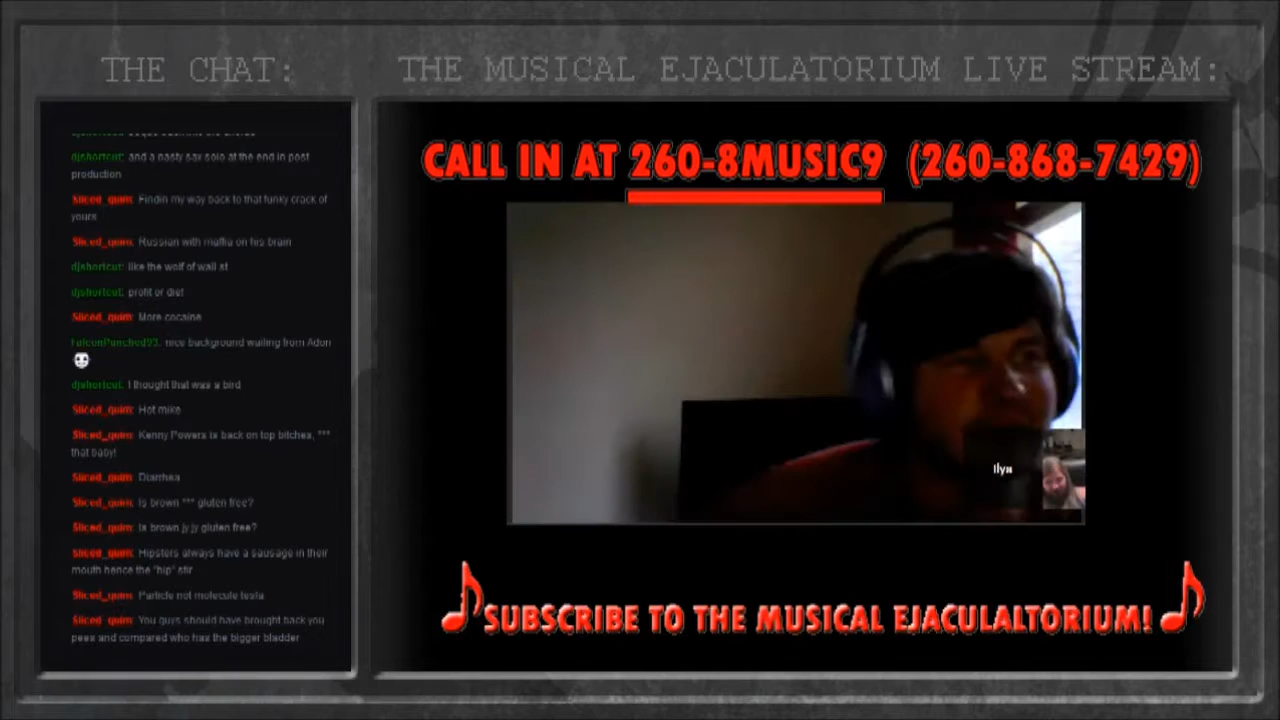 THE CHAT:
THE MUSICAL EJACULATORIUM LIVE STREAM:
djshortcut: and a nasty sax solo at the end in post
production
Sliced_quim: Findin my way back to that funky crack of
yours
Sliced_quim: Russian with maffia on his brain
djshortcut: like the wolf of wall st
djshortcut: profit or die!
Sliced_quim: More cocaine
FalconPunched93: nice background wailing from Adon
djshortcut: I thought that was a bird
Sliced_quim: Hot mike
Sliced_quim: Kenny Powers is back on top bitches, ***
that baby!
Sliced_quim: Diarrhea
Sliced_quim: Is brown *** gluten free?
Sliced_quim: Is brown jy jy gluten free?
Sliced_quim: Hipsters always have a sausage in their
mouth hence the "hip" stir
Sliced_quim: Particle not molecule tesla
Sliced_quim: You guys should have brought back you
pees and compared who has the bigger bladder
CALL IN AT 260-8MUSIC9 (260-868-7429)
Ilya
SUBSCRIBE TO THE MUSICAL EJACULALTORIUM!